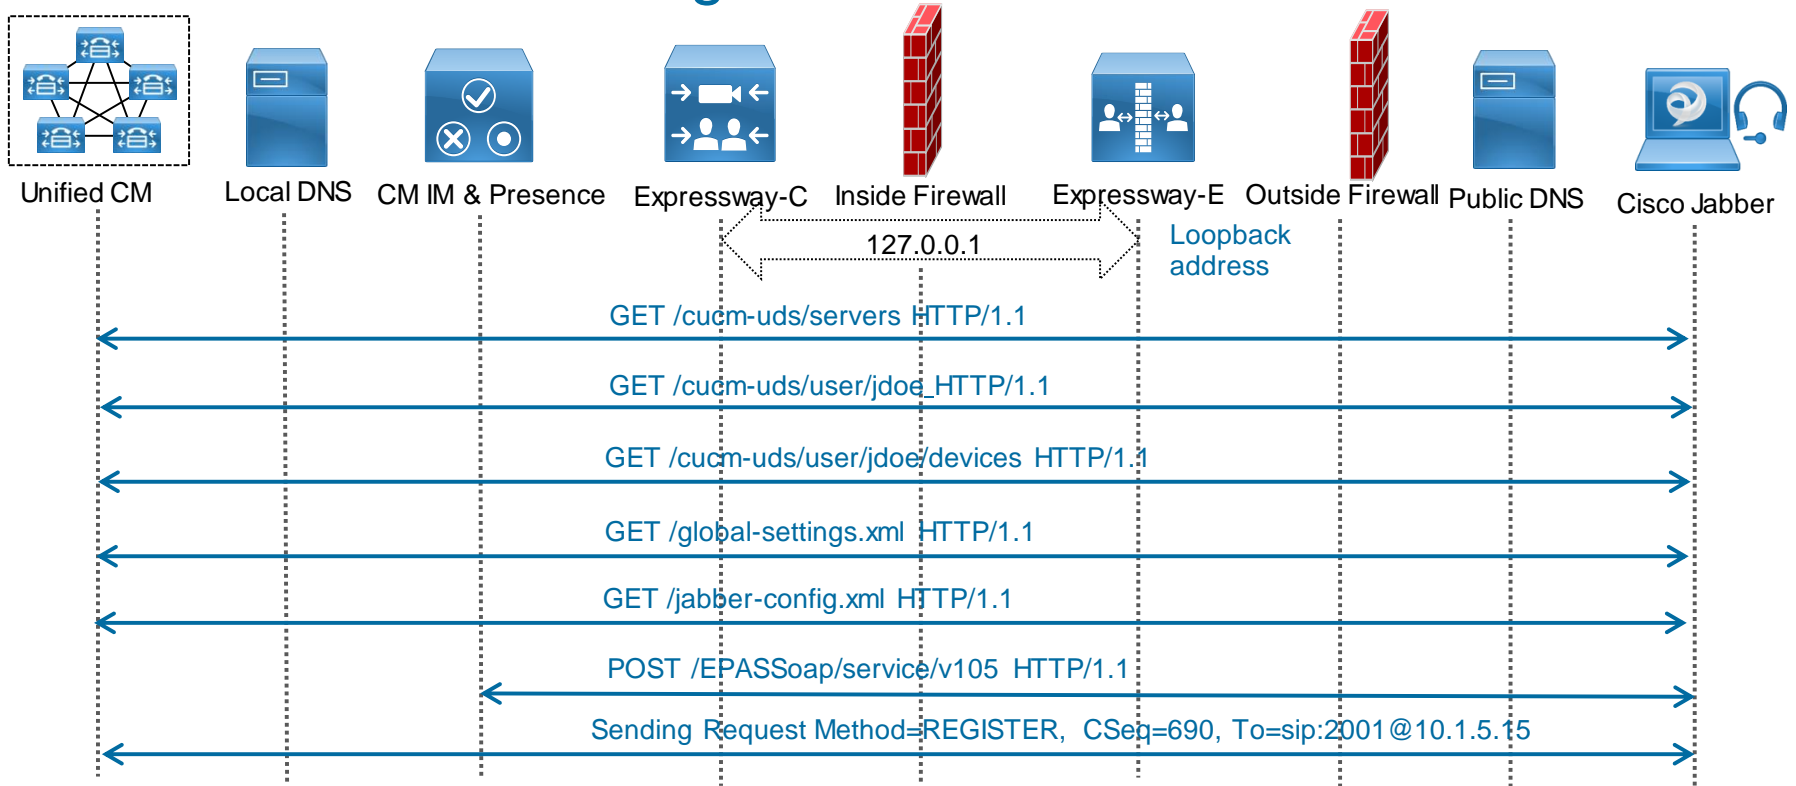 Unified CM
Local DNS
CM IM & Presence
Expressway-C
Inside Firewall
Expressway-E
Outside Firewall
Public DNS
Cisco Jabber
127.0.0.1
Loopback
address
GET /cucm-uds/servers HTTP/1.1
GET /cucm-uds/user/jdoe HTTP/1.1
GET /cucm-uds/user/jdoe/devices HTTP/1.1
GET /global-settings.xml HTTP/1.1
GET /jabber-config.xml HTTP/1.1
POST /EPASSoap/service/v105 HTTP/1.1
Sending Request Method=REGISTER, CSeq=690, To=sip:2001@10.1.5.15